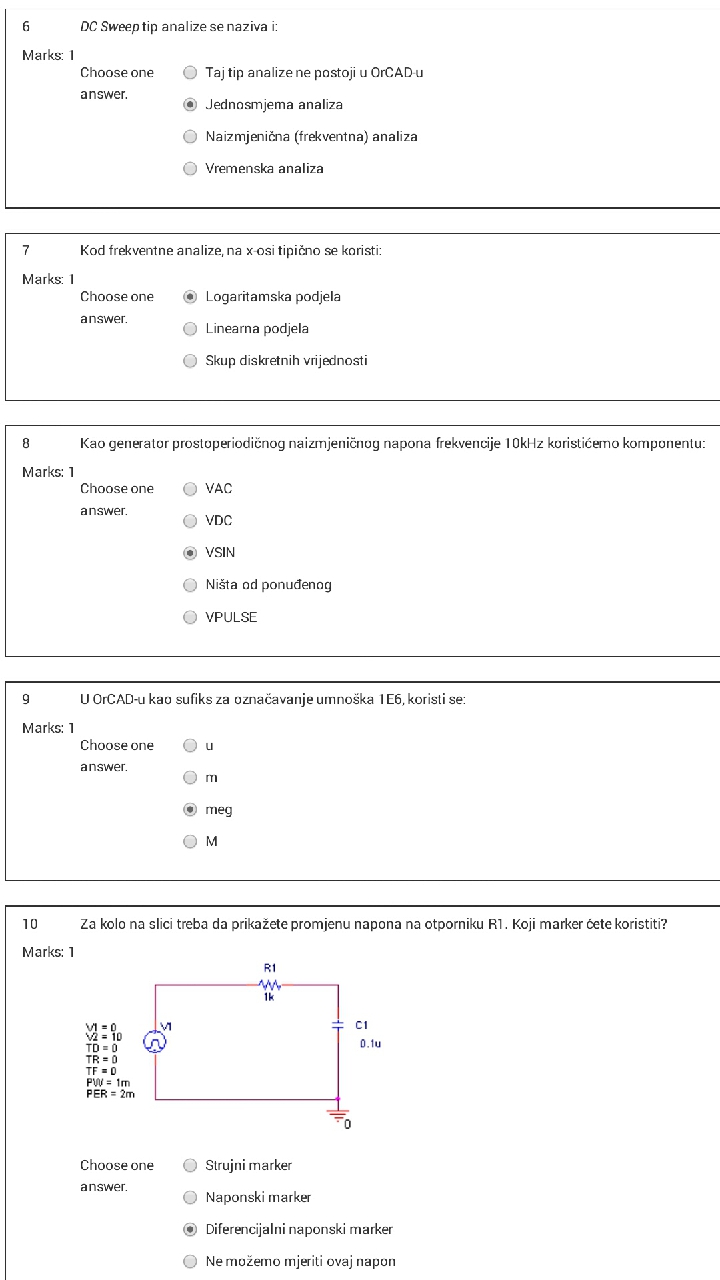 6 DC Sweep tip analize se naziva i:
Marks: 1
Choose one answer.
Taj tip analize ne postoji u OrCAD-u
Jednosmjerna analiza
Naizmjenična (frekventna) analiza
Vremenska analiza
7 Kod frekventne analize, na x-osi tipično se koristi:
Marks: 1
Choose one answer.
Logaritamska podjela
Linearna podjela
Skup diskretnih vrijednosti
8 Kao generator prostoperiodičnog naizmjeničnog napona frekvencije 10kHz koristićemo komponentu:
Marks: 1
Choose one answer.
VAC
VDC
VSIN
Ništa od ponuđenog
VPULSE
9 U OrCAD-u kao sufiks za označavanje umnoška 1E6, koristi se:
Marks: 1
Choose one answer.
u
m
meg
M
10 Za kolo na slici treba da prikažete promjenu napona na otporniku R1. Koji marker ćete koristiti?
Marks: 1
R1
1k
V1 = 0
V2 = 10
TD = 0
TR = 0
TF = 0
PW = 1m
PER = 2m
V1
C1
0.1u
0
Choose one answer.
Strujni marker
Naponski marker
Diferencijalni naponski marker
Ne možemo mjeriti ovaj napon